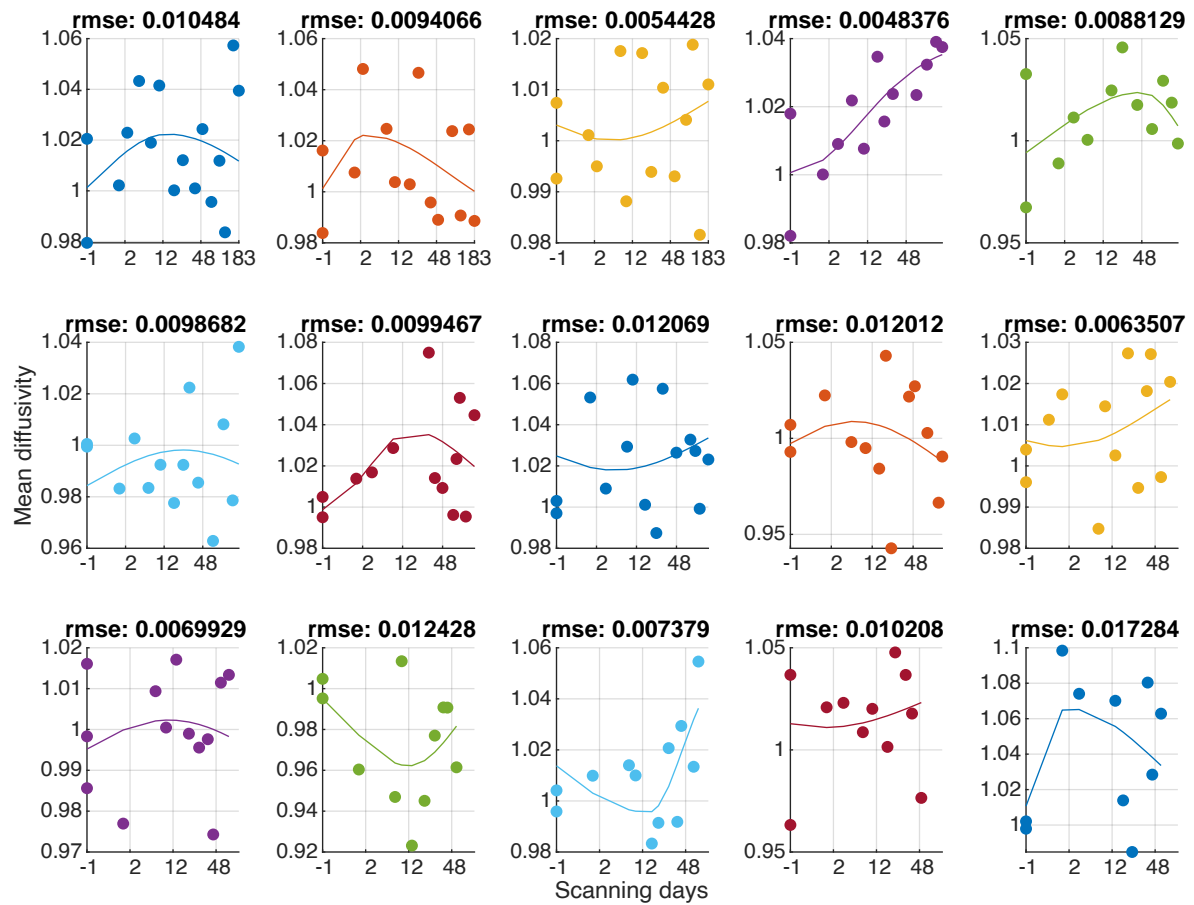 rmse: 0.010484 rmse: 0.0094066 rmse: 0.0054428 rmse: 0.0048376 rmse: 0.0088129
1.06 1.06 1.02 1.04 1.05
1.04 1.04 1.01 1.02
1.02 1.02 1 1 1
1 1 0.99
0.98 0.98 0.98 0.98 0.95
-1 2 12 48 183 -1 2 12 48 183 -1 2 12 48 183 -1 2 12 48 -1 2 12 48
rmse: 0.0098682 rmse: 0.0099467 rmse: 0.012069 rmse: 0.012012 rmse: 0.0063507
1.04 1.08 1.08 1.05 1.03
1.02 1.06 1.06 1.02
1 1.04 1.04 1 1.01
0.98 1.02 1.02 1
1 1 0.95 0.99
0.96 0.98 0.98 0.98
-1 2 12 48 -1 2 12 48 -1 2 12 48 -1 2 12 48 -1 2 12 48
Mean diffusivity
rmse: 0.0069929 rmse: 0.012428 rmse: 0.007379 rmse: 0.010208 rmse: 0.017284
1.02 1.02 1.06 1.05 1.1
1.01 1 1.04 1.08
1 0.98 1.02 1 1.06
0.99 0.96 1 1.04
0.98 0.94 1.02
1
0.97 0.92 0.98 0.95
-1 2 12 48 -1 2 12 48 -1 2 12 48 -1 2 12 48 -1 2 12 48
Scanning days